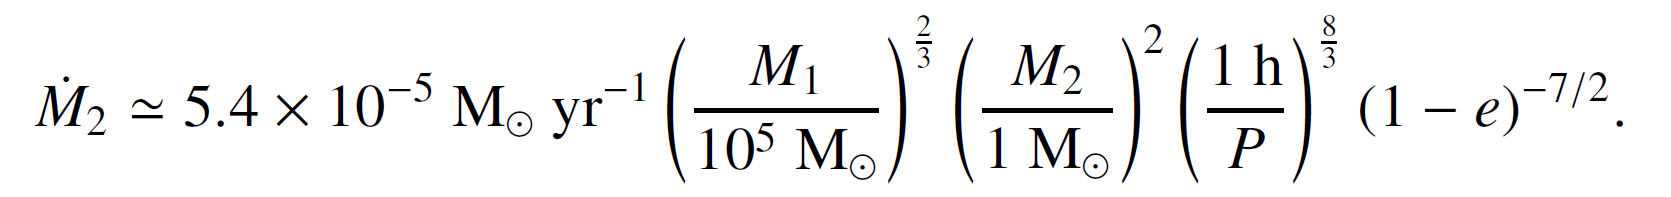 Ṁ₂ ≃ 5.4 × 10⁻⁵ M⊙ yr⁻¹ (M₁ / 10⁵ M⊙)^(2/3) (M₂ / 1 M⊙)² (1 h / P)^(8/3) (1 − e)^(−7/2).